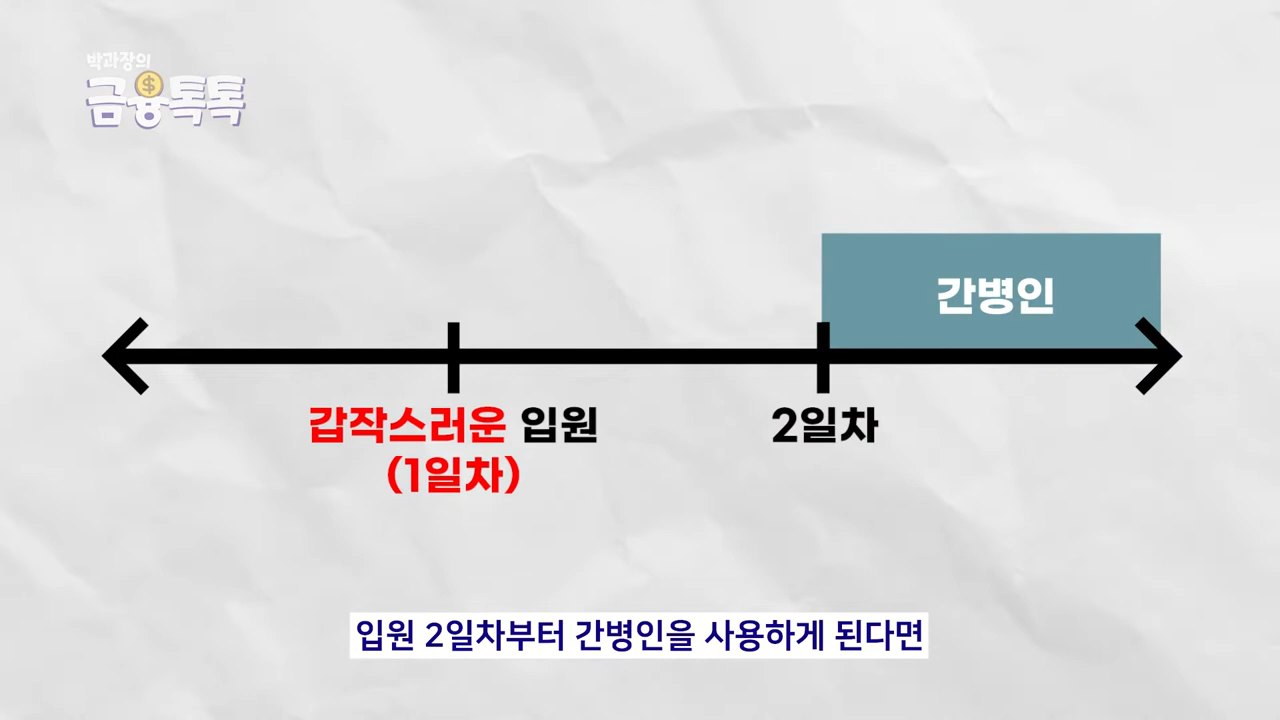 박과장의
금융톡톡
간병인
갑작스러운 입원
(1일차)
2일차
입원 2일차부터 간병인을 사용하게 된다면